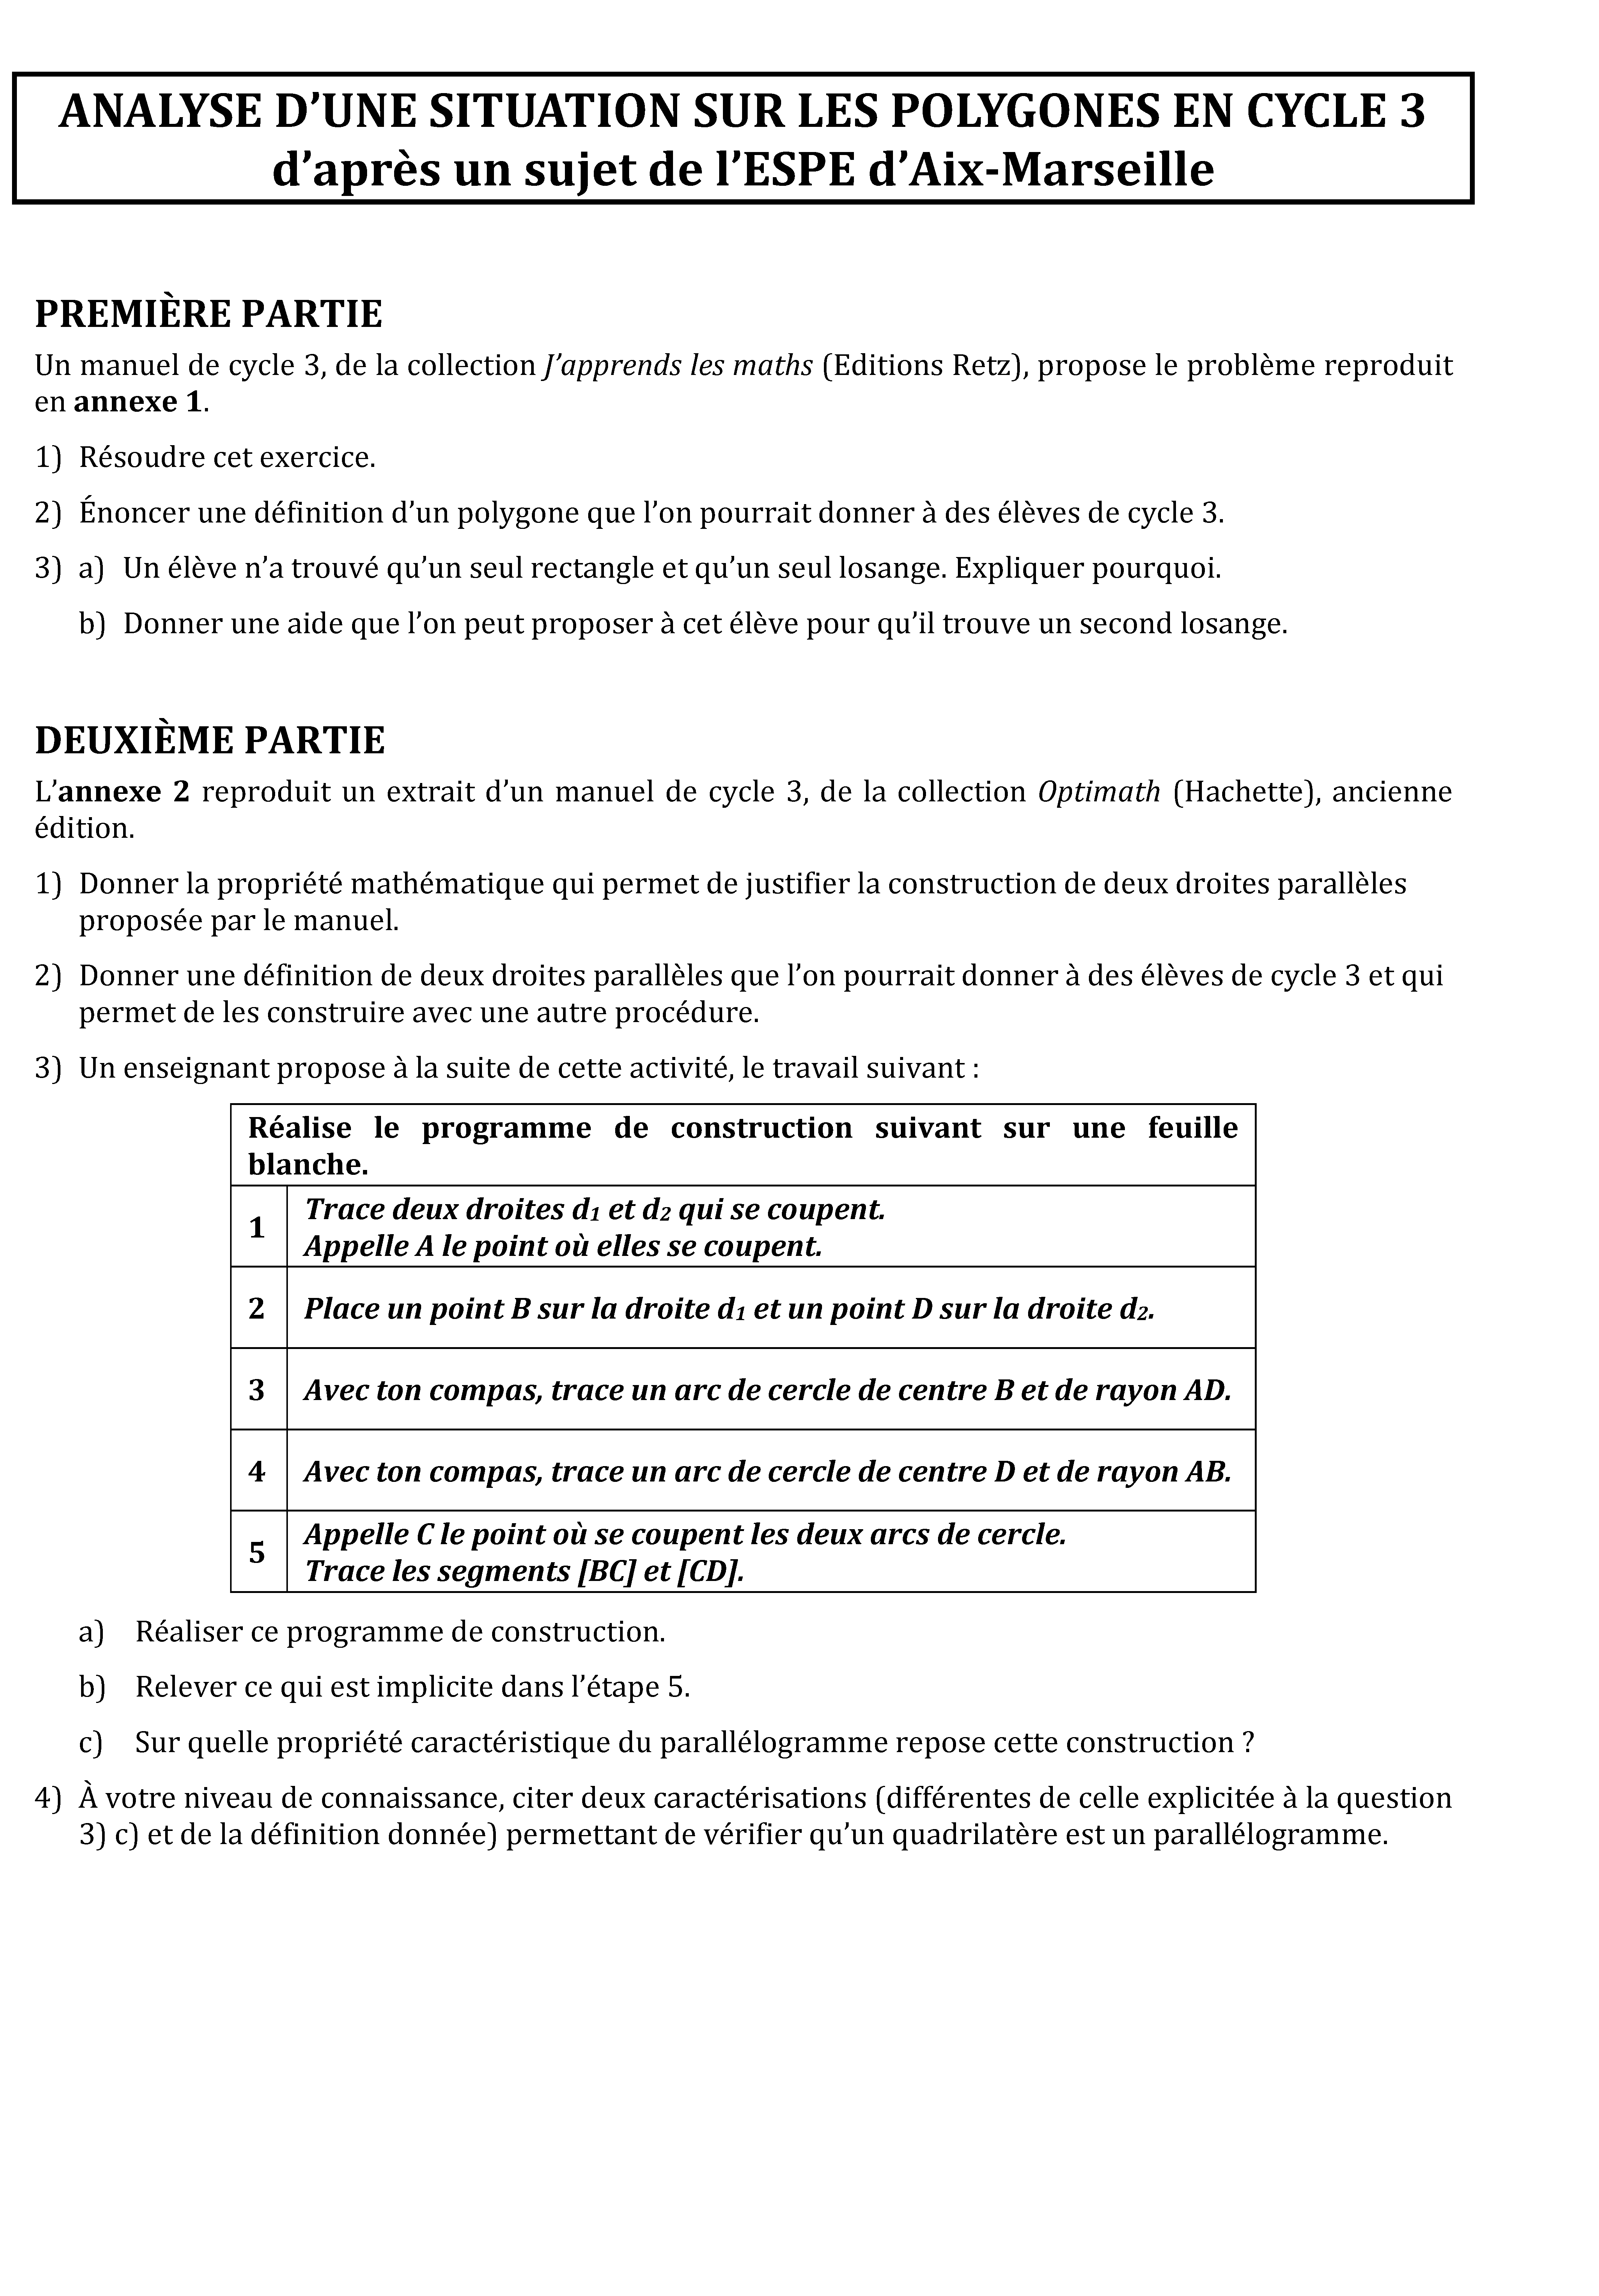 ANALYSE D’UNE SITUATION SUR LES POLYGONES EN CYCLE 3
d’après un sujet de l’ESPE d’Aix-Marseille
PREMIÈRE PARTIE
Un manuel de cycle 3, de la collection J’apprends les maths (Editions Retz), propose le problème reproduit
en annexe 1.
1) Résoudre cet exercice.
2) Énoncer une définition d’un polygone que l’on pourrait donner à des élèves de cycle 3.
3) a) Un élève n’a trouvé qu’un seul rectangle et qu’un seul losange. Expliquer pourquoi.
b) Donner une aide que l’on peut proposer à cet élève pour qu’il trouve un second losange.
DEUXIÈME PARTIE
L’annexe 2 reproduit un extrait d’un manuel de cycle 3, de la collection Optimath (Hachette), ancienne
édition.
1) Donner la propriété mathématique qui permet de justifier la construction de deux droites parallèles
proposée par le manuel.
2) Donner une définition de deux droites parallèles que l’on pourrait donner à des élèves de cycle 3 et qui
permet de les construire avec une autre procédure.
3) Un enseignant propose à la suite de cette activité, le travail suivant :
Réalise le programme de construction suivant sur une feuille
blanche.
1 Trace deux droites d1 et d2 qui se coupent.
Appelle A le point où elles se coupent.
2 Place un point B sur la droite d1 et un point D sur la droite d2.
3 Avec ton compas, trace un arc de cercle de centre B et de rayon AD.
4 Avec ton compas, trace un arc de cercle de centre D et de rayon AB.
5 Appelle C le point où se coupent les deux arcs de cercle.
Trace les segments [BC] et [CD].
a) Réaliser ce programme de construction.
b) Relever ce qui est implicite dans l’étape 5.
c) Sur quelle propriété caractéristique du parallélogramme repose cette construction ?
4) À votre niveau de connaissance, citer deux caractérisations (différentes de celle explicitée à la question
3) c) et de la définition donnée) permettant de vérifier qu’un quadrilatère est un parallélogramme.